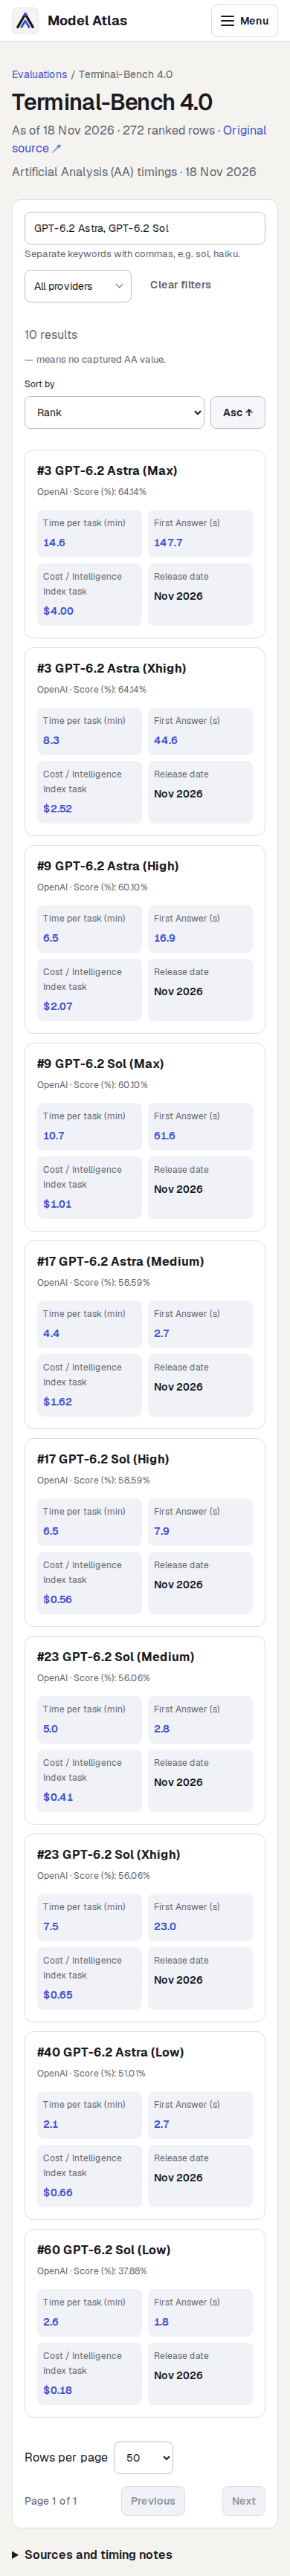 Model Atlas
Menu
Evaluations / Terminal-Bench 4.0
Terminal-Bench 4.0
As of 18 Nov 2026 · 272 ranked rows · Original
source ↗
Artificial Analysis (AA) timings · 18 Nov 2026
GPT-6.2 Astra, GPT-6.2 Sol
Separate keywords with commas, e.g. sol, haiku.
All providers
Clear filters
10 results
— means no captured AA value.
Sort by
Rank
Asc ↑
#3 GPT-6.2 Astra (Max)
OpenAI · Score (%): 64.14%
Time per task (min)
First Answer (s)
14.6
147.7
Cost / Intelligence
Index task
Release date
$4.00
Nov 2026
#3 GPT-6.2 Astra (Xhigh)
OpenAI · Score (%): 64.14%
Time per task (min)
First Answer (s)
8.3
44.6
Cost / Intelligence
Index task
Release date
$2.52
Nov 2026
#9 GPT-6.2 Astra (High)
OpenAI · Score (%): 60.10%
Time per task (min)
First Answer (s)
6.5
16.9
Cost / Intelligence
Index task
Release date
$2.07
Nov 2026
#9 GPT-6.2 Sol (Max)
OpenAI · Score (%): 60.10%
Time per task (min)
First Answer (s)
10.7
61.6
Cost / Intelligence
Index task
Release date
$1.01
Nov 2026
#17 GPT-6.2 Astra (Medium)
OpenAI · Score (%): 58.59%
Time per task (min)
First Answer (s)
4.4
2.7
Cost / Intelligence
Index task
Release date
$1.62
Nov 2026
#17 GPT-6.2 Sol (High)
OpenAI · Score (%): 58.59%
Time per task (min)
First Answer (s)
6.5
7.9
Cost / Intelligence
Index task
Release date
$0.56
Nov 2026
#23 GPT-6.2 Sol (Medium)
OpenAI · Score (%): 56.06%
Time per task (min)
First Answer (s)
5.0
2.8
Cost / Intelligence
Index task
Release date
$0.41
Nov 2026
#23 GPT-6.2 Sol (Xhigh)
OpenAI · Score (%): 56.06%
Time per task (min)
First Answer (s)
7.5
23.0
Cost / Intelligence
Index task
Release date
$0.65
Nov 2026
#40 GPT-6.2 Astra (Low)
OpenAI · Score (%): 51.01%
Time per task (min)
First Answer (s)
2.1
2.7
Cost / Intelligence
Index task
Release date
$0.66
Nov 2026
#60 GPT-6.2 Sol (Low)
OpenAI · Score (%): 37.88%
Time per task (min)
First Answer (s)
2.6
1.8
Cost / Intelligence
Index task
Release date
$0.18
Nov 2026
Rows per page 50
Page 1 of 1
Previous
Next
Sources and timing notes